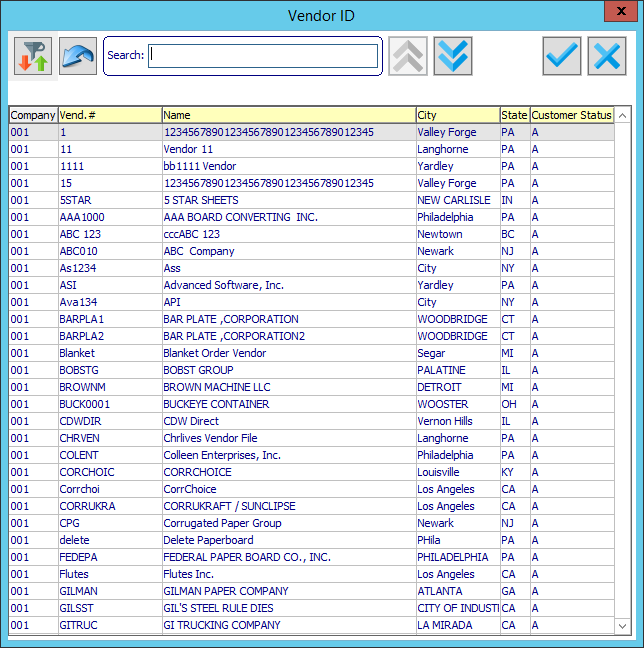 Vendor ID
x
Search:
Company Vend.# Name City State Customer Status
001 1 12345678901234567890123456789012345 Valley Forge PA A
001 11 Vendor 11 Langhorne PA A
001 1111 bb1111 Vendor Yardley PA A
001 15 12345678901234567890123456789012345 Valley Forge PA A
001 5STAR 5 STAR SHEETS NEW CARLISLE IN A
001 AAA1000 AAA BOARD CONVERTING INC. Philadelphia PA A
001 ABC 123 cccABC 123 Newtown BC A
001 ABC010 ABC Company Newark NJ A
001 As1234 Ass City NY A
001 ASI Advanced Software, Inc. Yardley PA A
001 Ava134 API City NY A
001 BARPLA1 BAR PLATE ,CORPORATION WOODBRIDGE CT A
001 BARPLA2 BAR PLATE ,CORPORATION2 WOODBRIDGE CT A
001 Blanket Blanket Order Vendor Segar MI A
001 BOBSTG BOBST GROUP PALATINE IL A
001 BROWNM BROWN MACHINE LLC DETROIT MI A
001 BUCK0001 BUCKEYE CONTAINER WOOSTER OH A
001 CDWDIR CDW Direct Vernon Hills IL A
001 CHRVEN Chrlives Vendor File Langhorne PA A
001 COLENT Colleen Enterprises, Inc. Philadelphia PA A
001 CORCHOIC CORRCHOICE Louisville KY A
001 Corrchoi CorrChoice Los Angeles CA A
001 CORRUKRA CORRUKRAFT / SUNCLIPSE Los Angeles CA A
001 CPG Corrugated Paper Group Newark NJ A
001 delete Delete Paperboard PHila PA A
001 FEDEPA FEDERAL PAPER BOARD CO., INC. PHILADELPHIA PA A
001 Flutes Flutes Inc. Los Angeles CA A
001 GILMAN GILMAN PAPER COMPANY ATLANTA GA A
001 GILSST GIL'S STEEL RULE DIES CITY OF INDUSTI CA A
001 GITRUC GI TRUCKING COMPANY LA MIRADA CA A